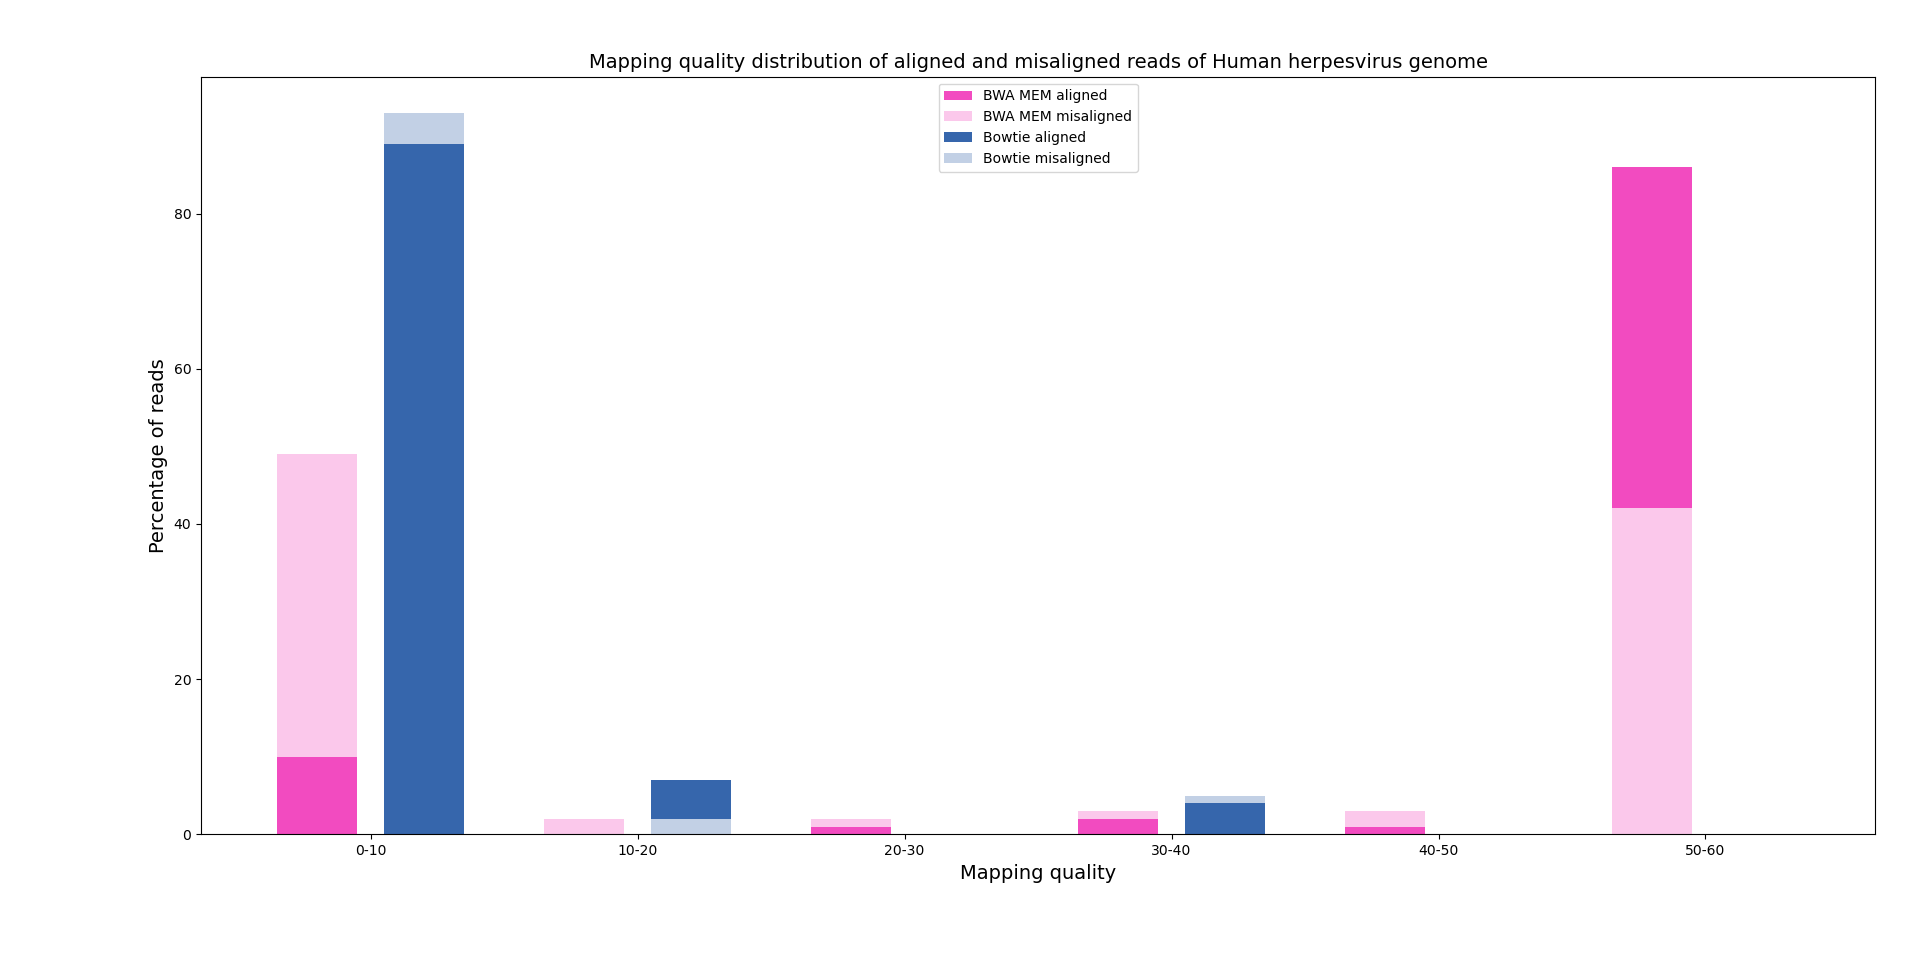 Mapping quality distribution of aligned and misaligned reads of Human herpesvirus genome
BWA MEM aligned
BWA MEM misaligned
Bowtie aligned
Bowtie misaligned
Percentage of reads
80
60
40
20
0
0-10
10-20
20-30
30-40
40-50
50-60
Mapping quality